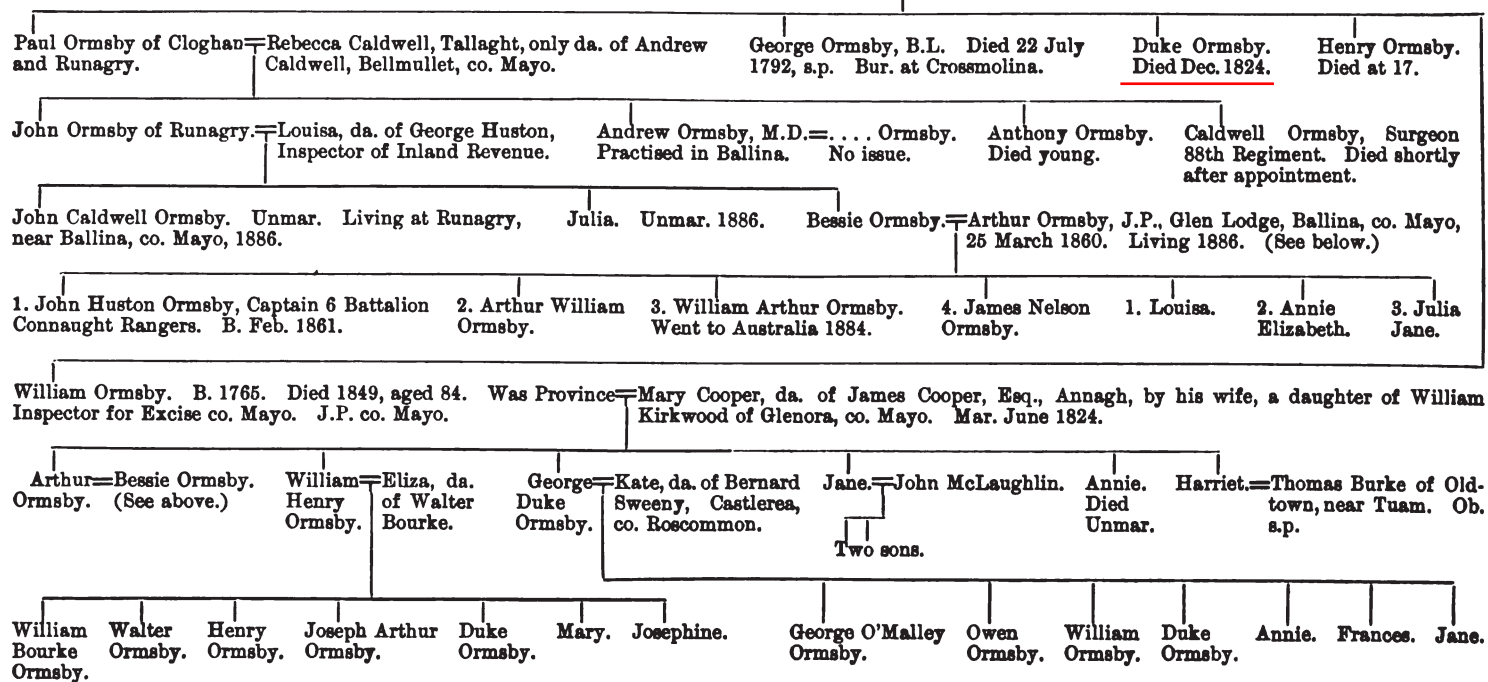 Paul Ormsby of Cloghan=Rebecca Caldwell, Tallaght, only da. of Andrew
and Runagry. Caldwell, Bellmullet, co. Mayo.
George Ormsby, B.L. Died 22 July
1792, s.p. Bur. at Crossmolina.
Duke Ormsby.
Died Dec. 1824.
Henry Ormsby.
Died at 17.
John Ormsby of Runagry.=Louisa, da. of George Huston,
Inspector of Inland Revenue.
Andrew Ormsby, M.D.=.... Ormsby.
Practised in Ballina. No issue.
Anthony Ormsby.
Died young.
Caldwell Ormsby, Surgeon
88th Regiment. Died shortly
after appointment.
John Caldwell Ormsby. Unmar. Living at Runagry,
near Ballina, co. Mayo, 1886.
Julia. Unmar. 1886.
Bessie Ormsby.=Arthur Ormsby, J.P., Glen Lodge, Ballina, co. Mayo,
25 March 1860. Living 1886. (See below.)
1. John Huston Ormsby, Captain 6 Battalion
Connaught Rangers. B. Feb. 1861.
2. Arthur William
Ormsby.
3. William Arthur Ormsby.
Went to Australia 1884.
4. James Nelson
Ormsby.
1. Louisa.
2. Annie
Elizabeth.
3. Julia
Jane.
William Ormsby. B. 1765. Died 1849, aged 84. Was Province=Mary Cooper, da. of James Cooper, Esq., Annagh, by his wife, a daughter of William
Inspector for Excise co. Mayo. J.P. co. Mayo. Kirkwood of Glenora, co. Mayo. Mar. June 1824.
Arthur=Bessie Ormsby.
Ormsby. (See above.)
William=Eliza, da.
Henry of Walter
Ormsby. Bourke.
George=Kate, da. of Bernard
Duke Sweeny, Castlerea,
Ormsby. co. Roscommon.
Jane.=John McLaughlin.
Two sons.
Annie.
Died
Unmar.
Harriet.=Thomas Burke of Old-
town, near Tuam. Ob.
s.p.
William
Bourke
Ormsby.
Walter
Ormsby.
Henry
Ormsby.
Joseph Arthur
Ormsby.
Duke
Ormsby.
Mary.
Josephine.
George O'Malley
Ormsby.
Owen
Ormsby.
William
Ormsby.
Duke
Ormsby.
Annie.
Frances.
Jane.